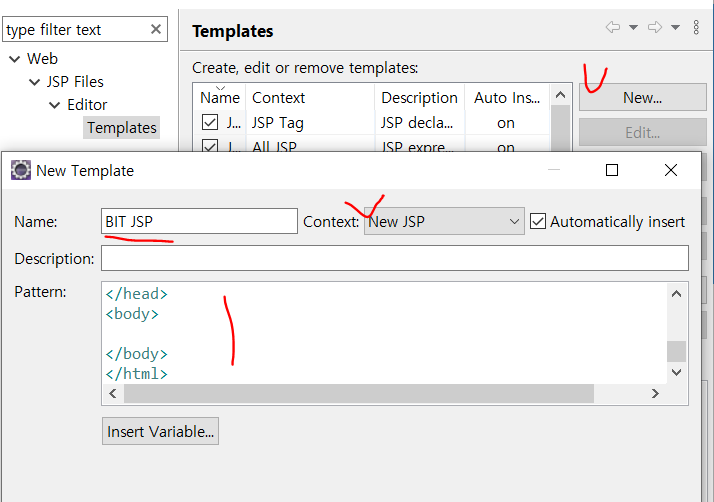 type filter text
Web
JSP Files
Editor
Templates
Templates
Create, edit or remove templates:
Name Context Description Auto Ins...
J... JSP Tag JSP decla... on
J... All JSP JSP expre... on
New...
Edit...
New Template
Name: BIT JSP Context: New JSP Automatically insert
Description:
Pattern:
</head>
<body>
</body>
</html>
Insert Variable...